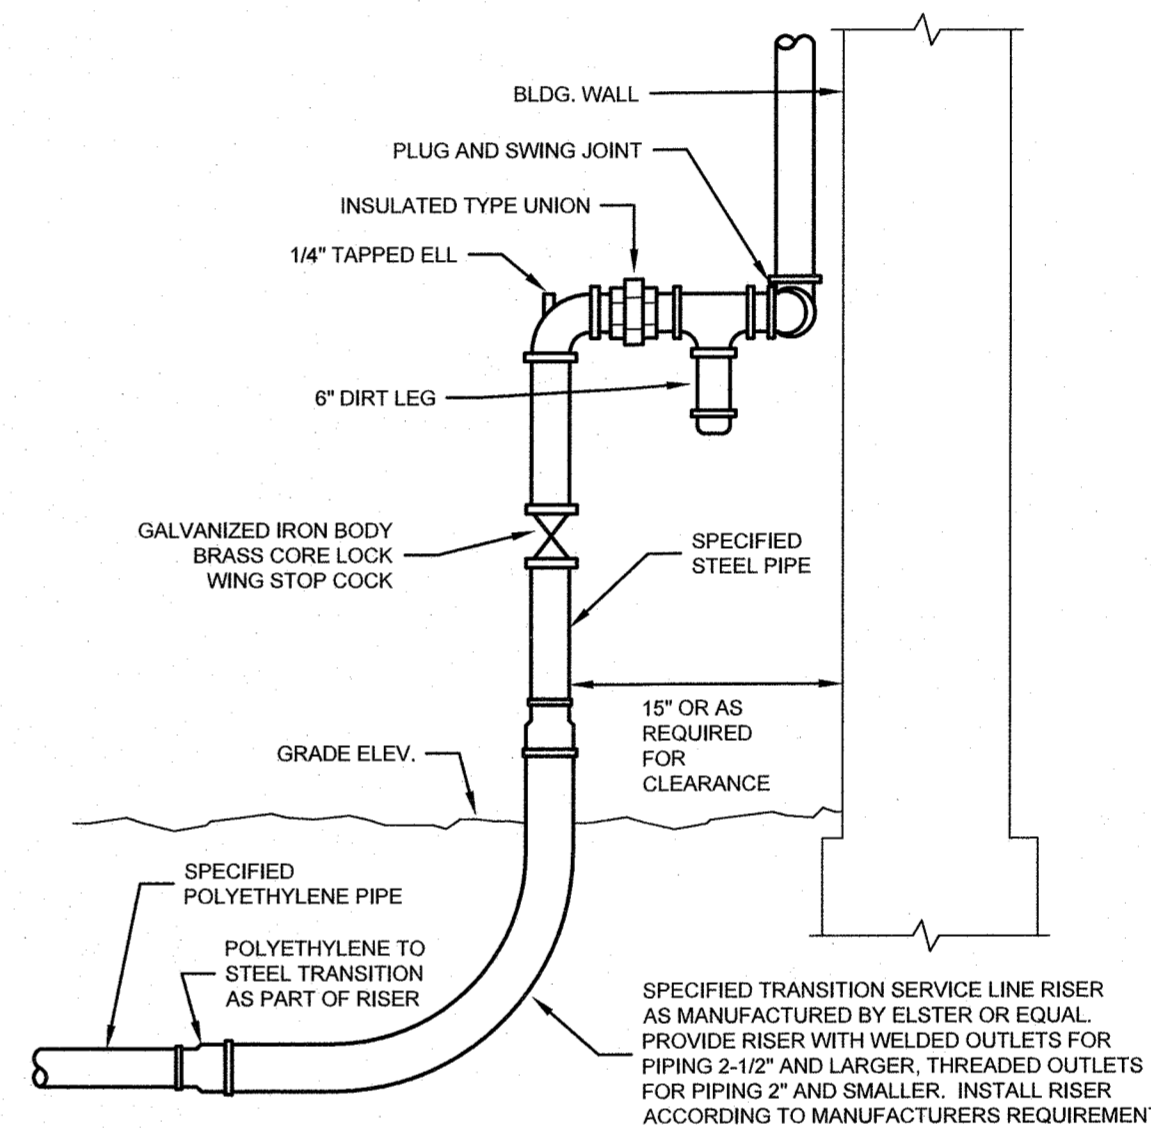 BLDG. WALL
PLUG AND SWING JOINT
INSULATED TYPE UNION
1/4" TAPPED ELL
6" DIRT LEG
GALVANIZED IRON BODY
BRASS CORE LOCK
WING STOP COCK
SPECIFIED
STEEL PIPE
15" OR AS
REQUIRED
FOR
CLEARANCE
GRADE ELEV.
SPECIFIED
POLYETHYLENE PIPE
POLYETHYLENE TO
STEEL TRANSITION
AS PART OF RISER
SPECIFIED TRANSITION SERVICE LINE RISER
AS MANUFACTURED BY ELSTER OR EQUAL.
PROVIDE RISER WITH WELDED OUTLETS FOR
PIPING 2-1/2" AND LARGER, THREADED OUTLETS
FOR PIPING 2" AND SMALLER. INSTALL RISER
ACCORDING TO MANUFACTURERS REQUIREMEN